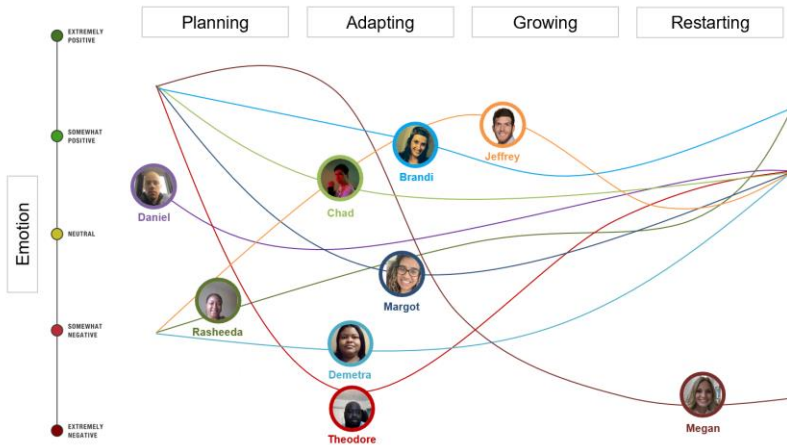 Planning
Adapting
Growing
Restarting
EXTREMELY
POSITIVE
SOMEWHAT
POSITIVE
NEUTRAL
SOMEWHAT
NEGATIVE
EXTREMELY
NEGATIVE
Emotion
Daniel
Chad
Brandi
Jeffrey
Rasheeda
Margot
Demetra
Theodore
Megan